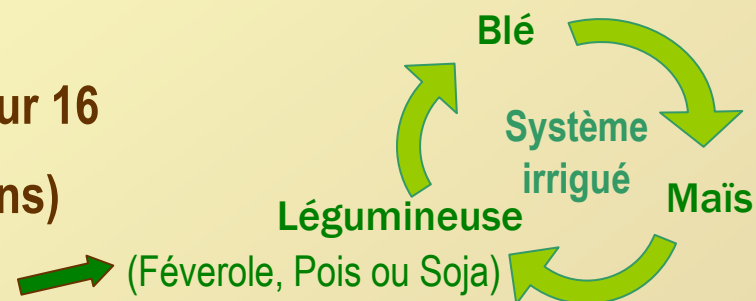 ur 16
ns)
Blé
Système
irrigué
Maïs
Légumineuse
(Féverole, Pois ou Soja)